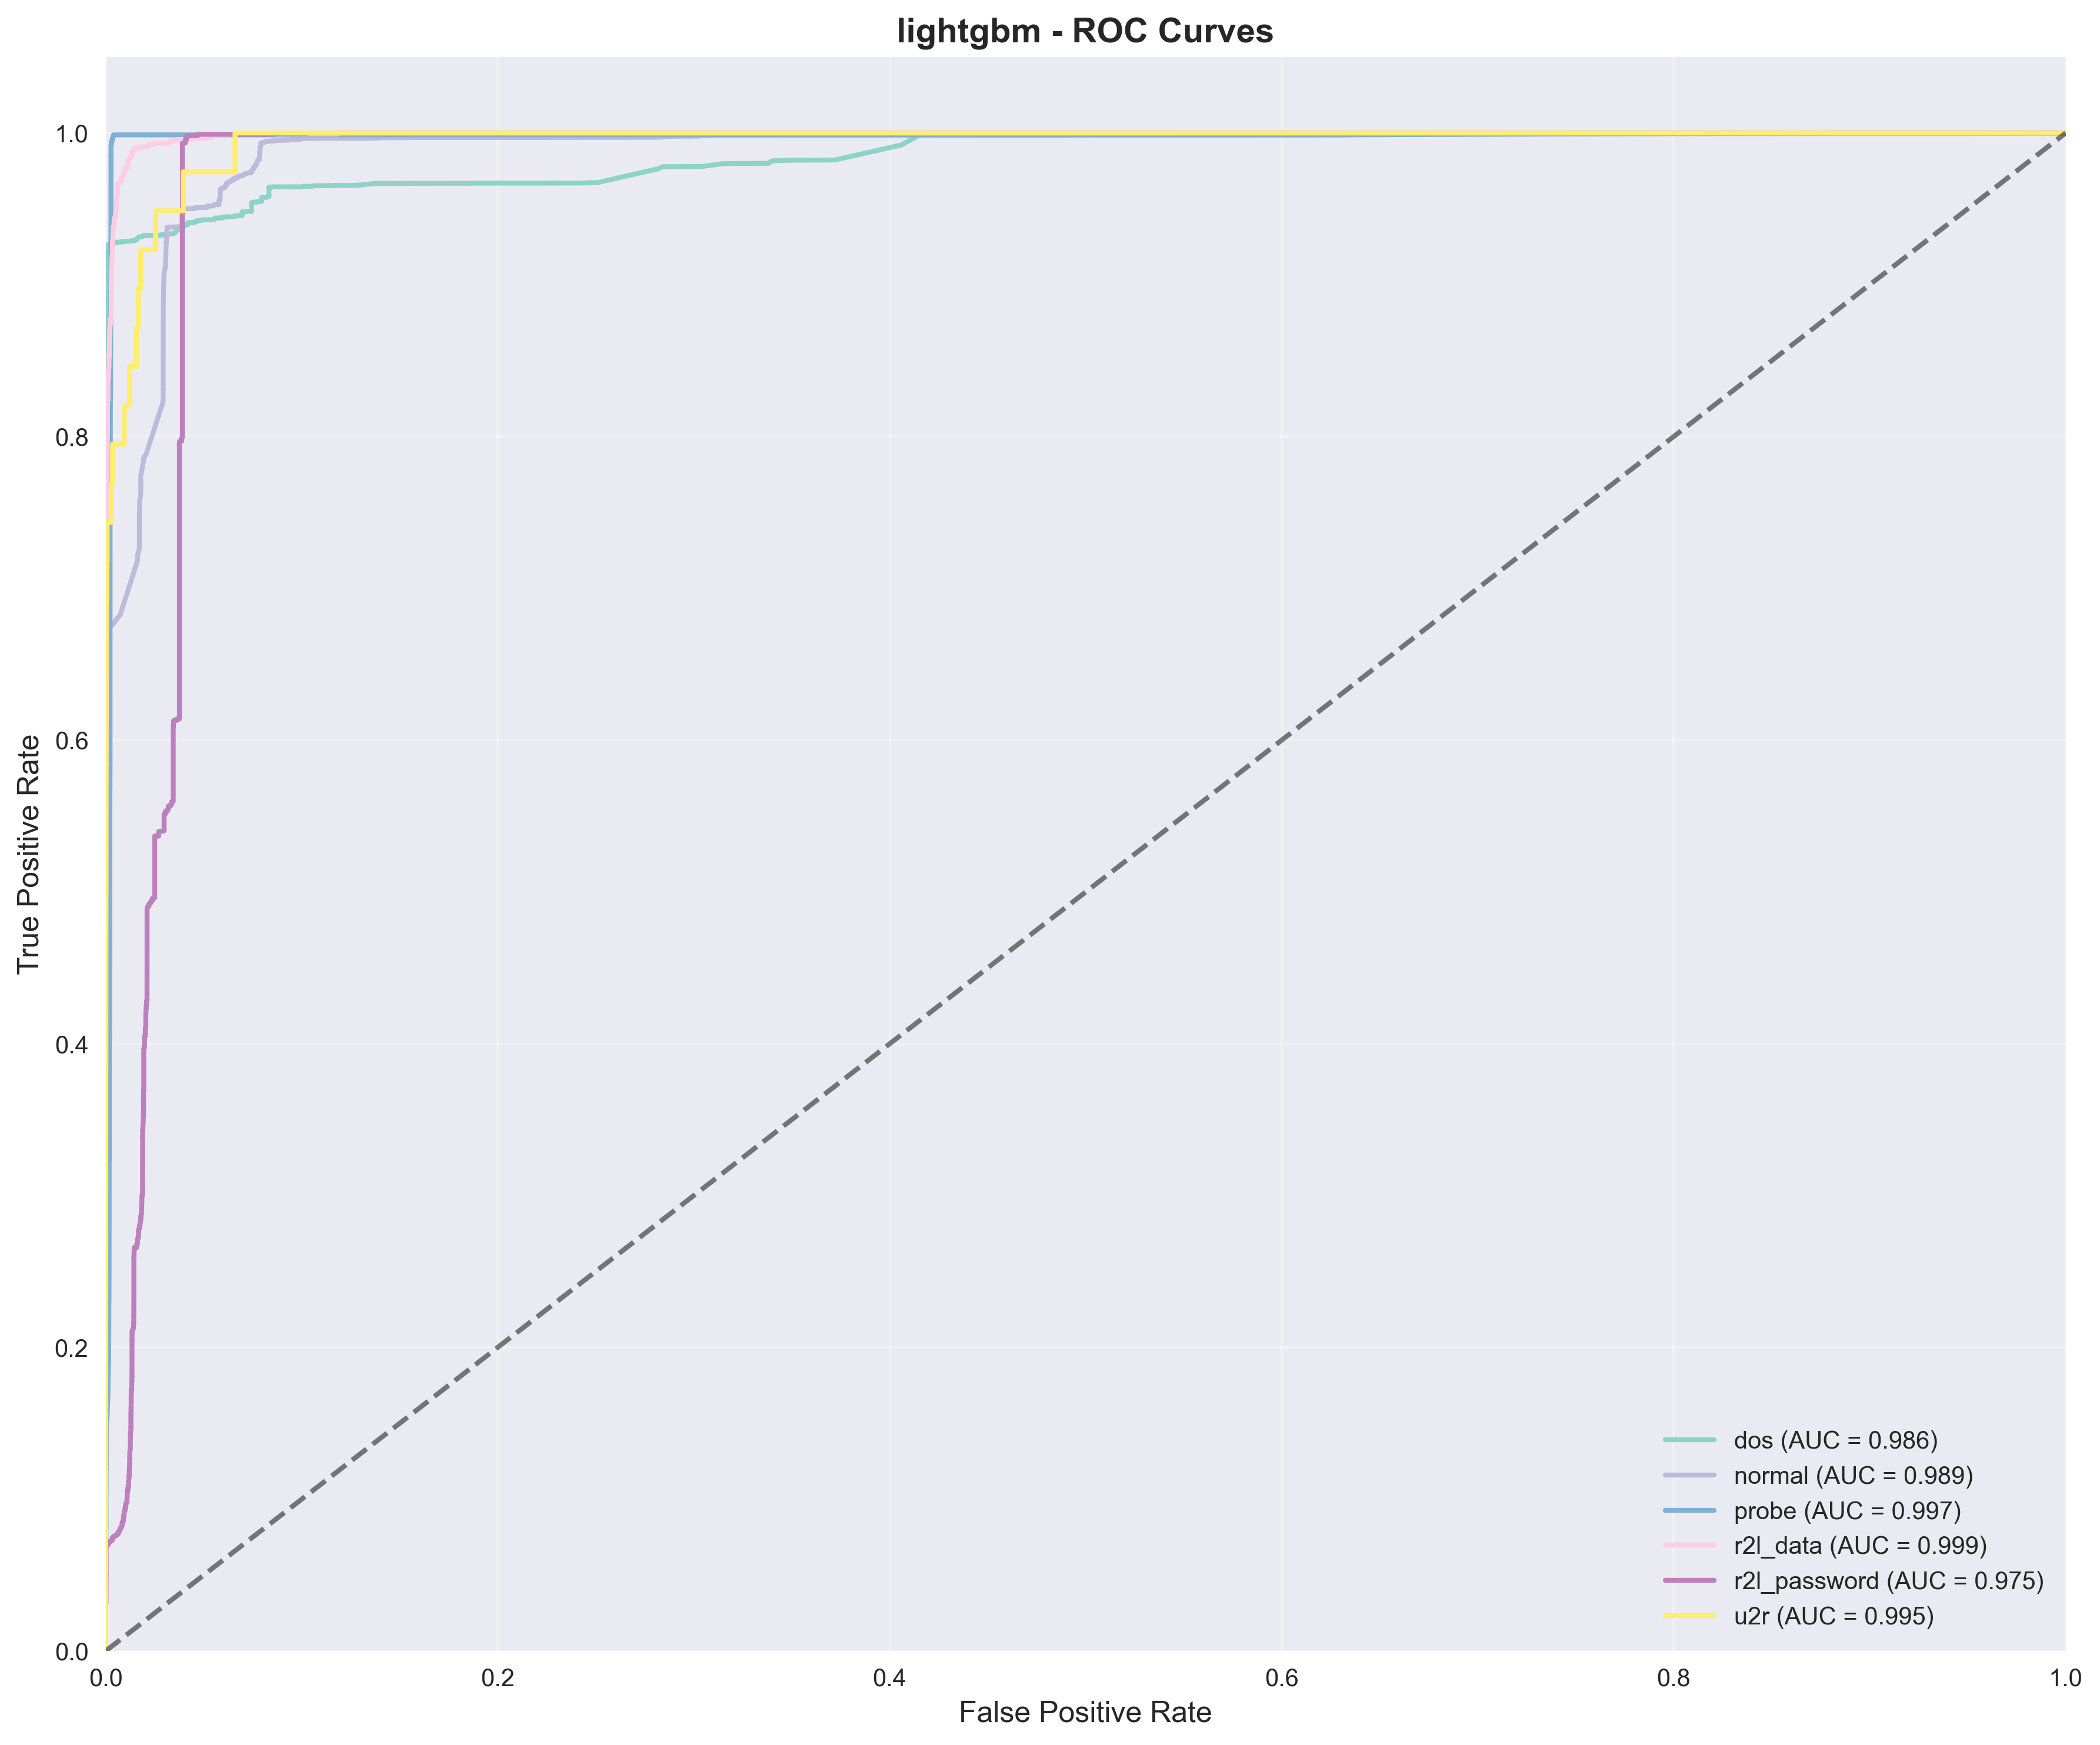 lightgbm - ROC Curves
True Positive Rate
1.0
0.8
0.6
0.4
0.2
0.0
0.0 0.2 0.4 0.6 0.8 1.0
False Positive Rate
dos (AUC = 0.986)
normal (AUC = 0.989)
probe (AUC = 0.997)
r2l_data (AUC = 0.999)
r2l_password (AUC = 0.975)
u2r (AUC = 0.995)